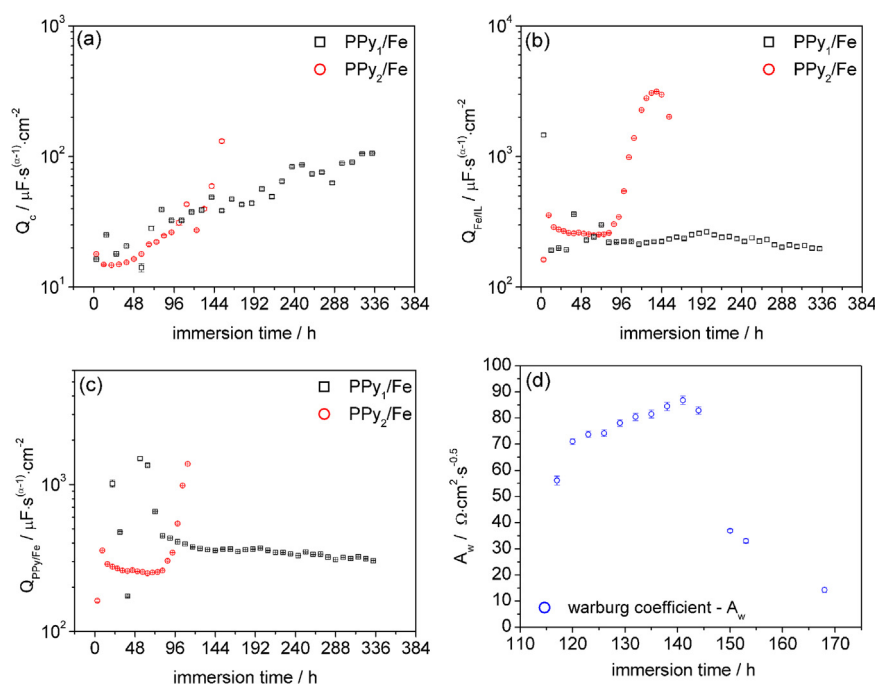 (a)
PPy₁/Fe
PPy₂/Fe
10³
10²
10¹
Q꜀ / μF·s⁽ᵅ⁻¹⁾·cm⁻²
0 48 96 144 192 240 288 336 384
immersion time / h
(b)
PPy₁/Fe
PPy₂/Fe
10⁴
10³
10²
Q_Fe/IL / μF·s⁽ᵅ⁻¹⁾·cm⁻²
0 48 96 144 192 240 288 336 384
immersion time / h
(c)
PPy₁/Fe
PPy₂/Fe
10³
10²
Q_PPy/Fe / μF·s⁽ᵅ⁻¹⁾·cm⁻²
0 48 96 144 192 240 288 336 384
immersion time / h
(d)
100
90
80
70
60
50
40
30
20
10
0
A_w / Ω·cm²·s⁻⁰·⁵
warburg coefficient - A_w
110 120 130 140 150 160 170
immersion time / h